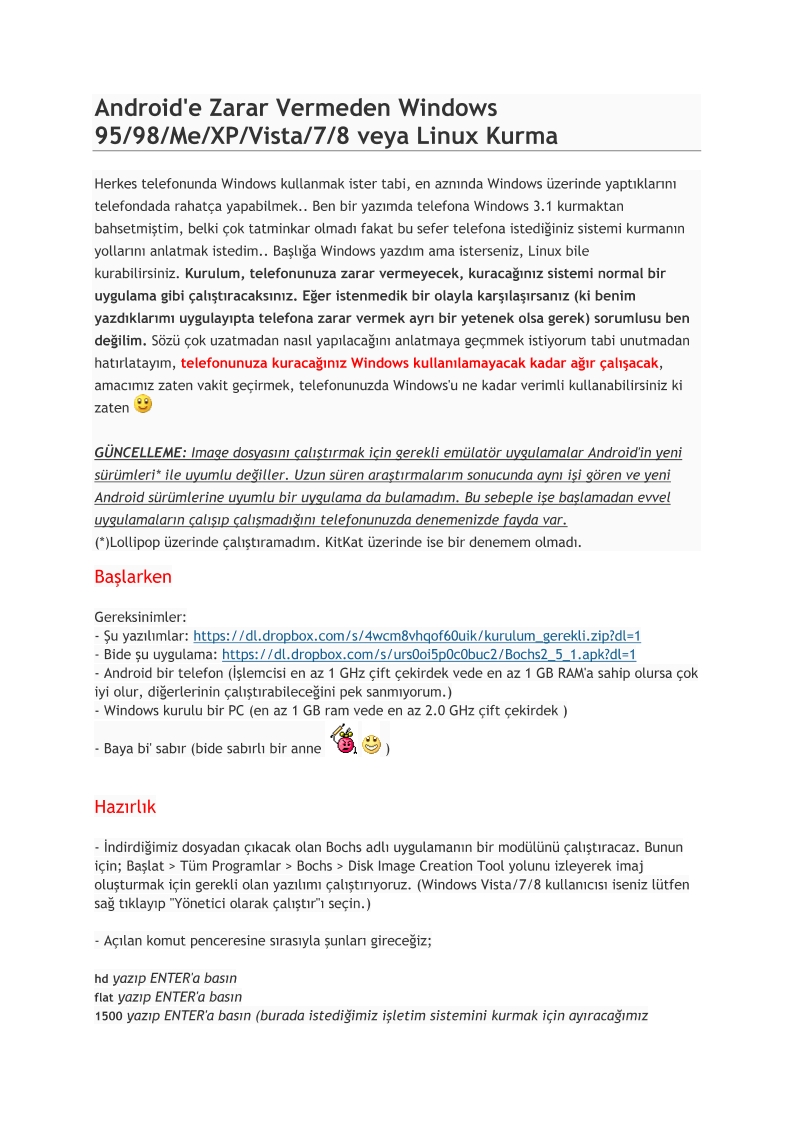 Android'e Zarar Vermeden Windows
95/98/Me/XP/Vista/7/8 veya Linux Kurma
Herkes telefonunda Windows kullanmak ister tabi, en aznında Windows üzerinde yaptıklarını
telefondada rahatça yapabilmek.. Ben bir yazımda telefona Windows 3.1 kurmaktan
bahsetmiştim, belki çok tatminkar olmadı fakat bu sefer telefona istediğiniz sistemi kurmanın
yollarını anlatmak istedim.. Başlığa Windows yazdım ama isterseniz, Linux bile
kurabilirsiniz. Kurulum, telefonunuza zarar vermeyecek, kuracağınız sistemi normal bir
uygulama gibi çalıştıracaksınız. Eğer istenmedik bir olayla karşılaşırsanız (ki benim
yazdıklarımı uygulayıpta telefona zarar vermek ayrı bir yetenek olsa gerek) sorumlusu ben
değilim. Sözü çok uzatmadan nasıl yapılacağını anlatmaya geçmmek istiyorum tabi unutmadan
hatırlatayım, telefonunuza kuracağınız Windows kullanılamayacak kadar ağır çalışacak,
amacımız zaten vakit geçirmek, telefonunuzda Windows'u ne kadar verimli kullanabilirsiniz ki
zaten
GÜNCELLEME: Image dosyasını çalıştırmak için gerekli emülatör uygulamalar Android'in yeni
sürümleri* ile uyumlu değiller. Uzun süren araştırmalarım sonucunda aynı işi gören ve yeni
Android sürümlerine uyumlu bir uygulama da bulamadım. Bu sebeple işe başlamadan evvel
uygulamaların çalışıp çalışmadığını telefonunuzda denemenizde fayda var.
(*)Lollipop üzerinde çalıştıramadım. KitKat üzerinde ise bir denemem olmadı.
Başlarken
Gereksinimler:
- Şu yazılımlar: https://dl.dropbox.com/s/4wcm8vhqof60uik/kurulum_gerekli.zip?dl=1
- Bide şu uygulama: https://dl.dropbox.com/s/urs0oi5p0c0buc2/Bochs2_5_1.apk?dl=1
- Android bir telefon (İşlemcisi en az 1 GHz çift çekirdek vede en az 1 GB RAM'a sahip olursa çok
iyi olur, diğerlerinin çalıştırabileceğini pek sanmıyorum.)
- Windows kurulu bir PC (en az 1 GB ram vede en az 2.0 GHz çift çekirdek )
- Baya bi' sabır (bide sabırlı bir anne )
Hazırlık
- İndirdiğimiz dosyadan çıkacak olan Bochs adlı uygulamanın bir modülünü çalıştıracaz. Bunun
için; Başlat > Tüm Programlar > Bochs > Disk Image Creation Tool yolunu izleyerek imaj
oluşturmak için gerekli olan yazılımı çalıştırıyoruz. (Windows Vista/7/8 kullanıcısı iseniz lütfen
sağ tıklayıp "Yönetici olarak çalıştır"ı seçin.)
- Açılan komut penceresine sırasıyla şunları gireceğiz;
hd yazıp ENTER'a basın
flat yazıp ENTER'a basın
1500 yazıp ENTER'a basın (burada istediğimiz işletim sistemini kurmak için ayıracağımız